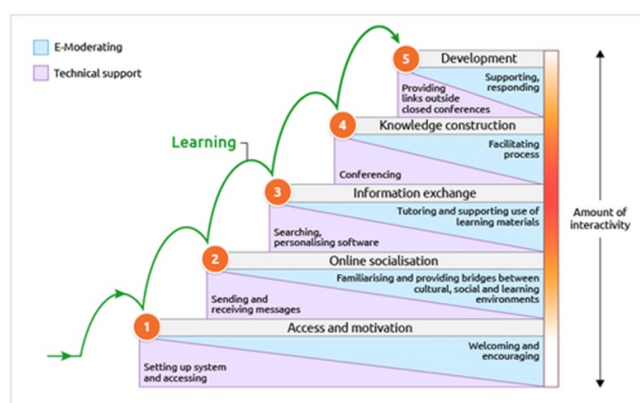 E-Moderating
Technical support
Learning
5
Development
Supporting,
responding
Providing
links outside
closed conferences
4
Knowledge construction
Facilitating
process
Conferencing
3
Information exchange
Tutoring and supporting use of
learning materials
Searching,
personalising software
2
Online socialisation
Familiarising and providing bridges between
cultural, social and learning
environments
Sending and
receiving messages
1
Access and motivation
Welcoming and
encouraging
Setting up system
and accessing
Amount of
interactivity